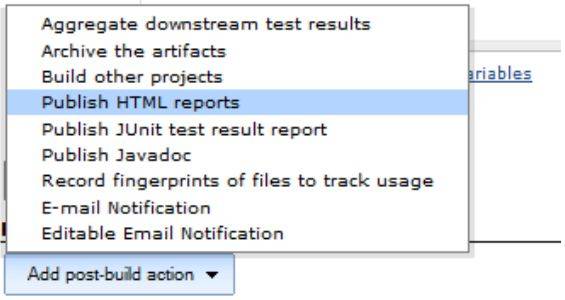 Aggregate downstream test results
Archive the artifacts
Build other projects
ariables
Publish HTML reports
Publish JUnit test result report
Publish Javadoc
Record fingerprints of files to track usage
E-mail Notification
Editable Email Notification
Add post-build action